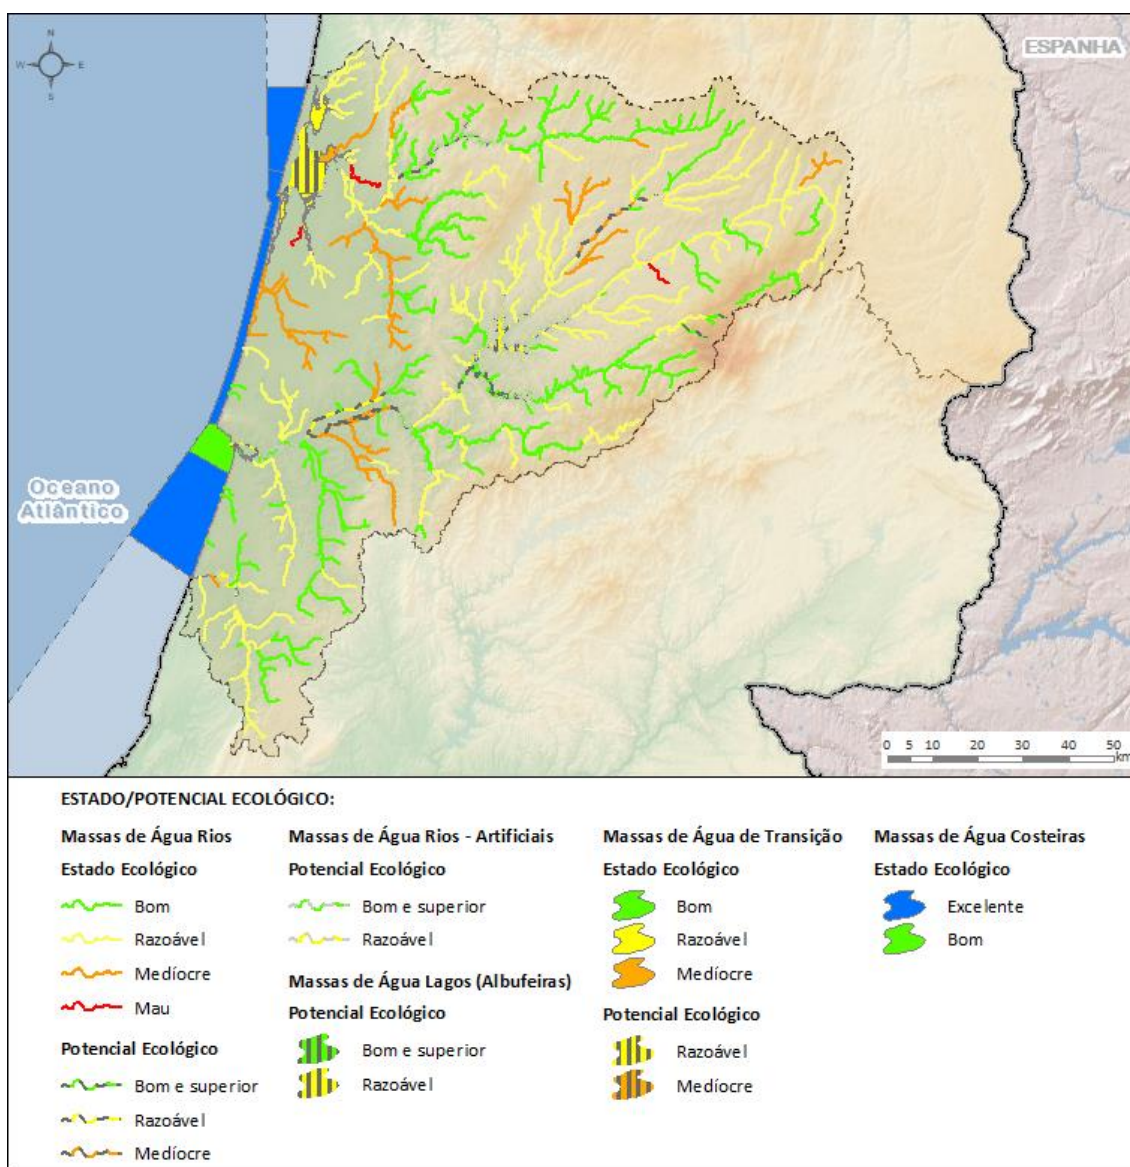 N
W E
S
ESPANHA
Oceano
Atlântico
0 5 10 20 30 40 50
km
ESTADO/POTENCIAL ECOLÓGICO:
Massas de Água Rios
Estado Ecológico
Bom
Razoável
Medíocre
Mau
Potencial Ecológico
Bom e superior
Razoável
Medíocre
Massas de Água Rios - Artificiais
Potencial Ecológico
Bom e superior
Razoável
Massas de Água Lagos (Albufeiras)
Potencial Ecológico
Bom e superior
Razoável
Massas de Água de Transição
Estado Ecológico
Bom
Razoável
Medíocre
Potencial Ecológico
Razoável
Medíocre
Massas de Água Costeiras
Estado Ecológico
Excelente
Bom